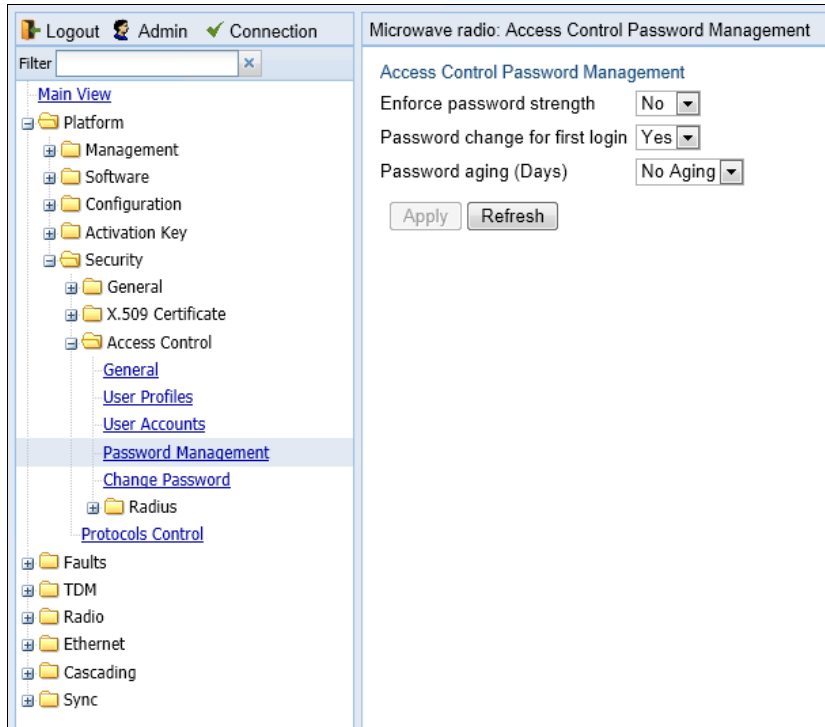 Logout Admin Connection
Filter
Main View
Platform
Management
Software
Configuration
Activation Key
Security
General
X.509 Certificate
Access Control
General
User Profiles
User Accounts
Password Management
Change Password
Radius
Protocols Control
Faults
TDM
Radio
Ethernet
Cascading
Sync
Microwave radio: Access Control Password Management
Access Control Password Management
Enforce password strength No
Password change for first login Yes
Password aging (Days) No Aging
Apply Refresh